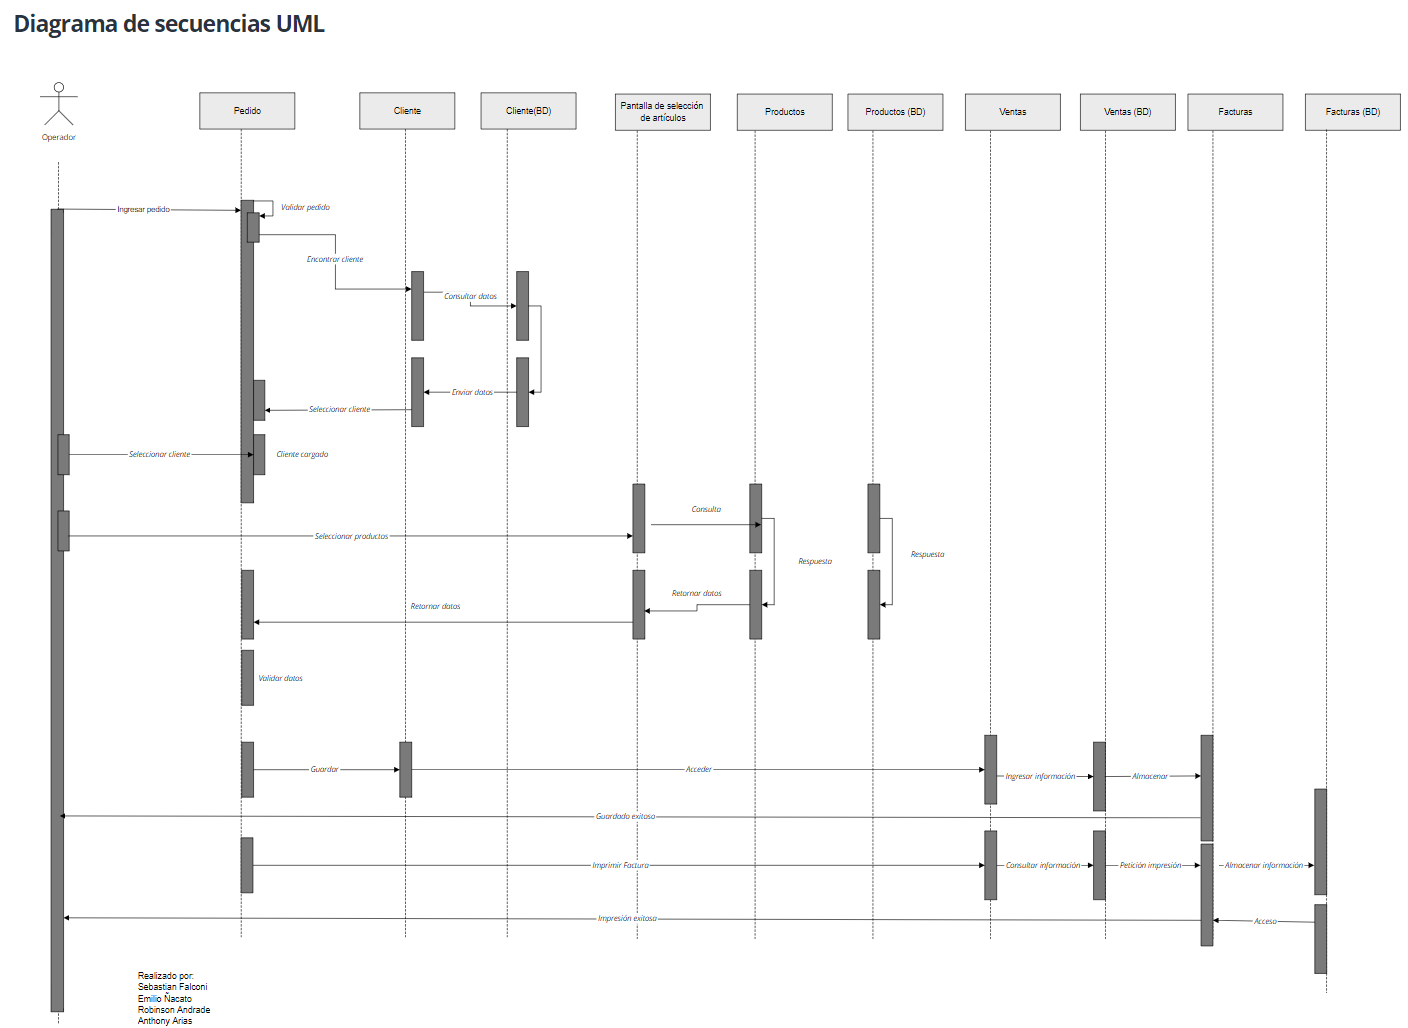 Diagrama de secuencias UML
Operador
Pedido
Cliente
Cliente(BD)
Pantalla de selección
de artículos
Productos
Productos (BD)
Ventas
Ventas (BD)
Facturas
Facturas (BD)
Ingresar pedido
Validar pedido
Encontrar cliente
Consultar datos
Enviar datos
Seleccionar cliente
Seleccionar cliente
Cliente cargado
Consulta
Seleccionar productos
Respuesta
Respuesta
Retornar datos
Retornar datos
Validar datos
Guardar
Acceder
Ingresar información
Almacenar
Guardado exitoso
Imprimir Factura
Consultar información
Petición impresión
Almacenar información
Impresión exitosa
Acceso
Realizado por:
Sebastian Falconi
Emilio Ñacato
Robinson Andrade
Anthony Arias